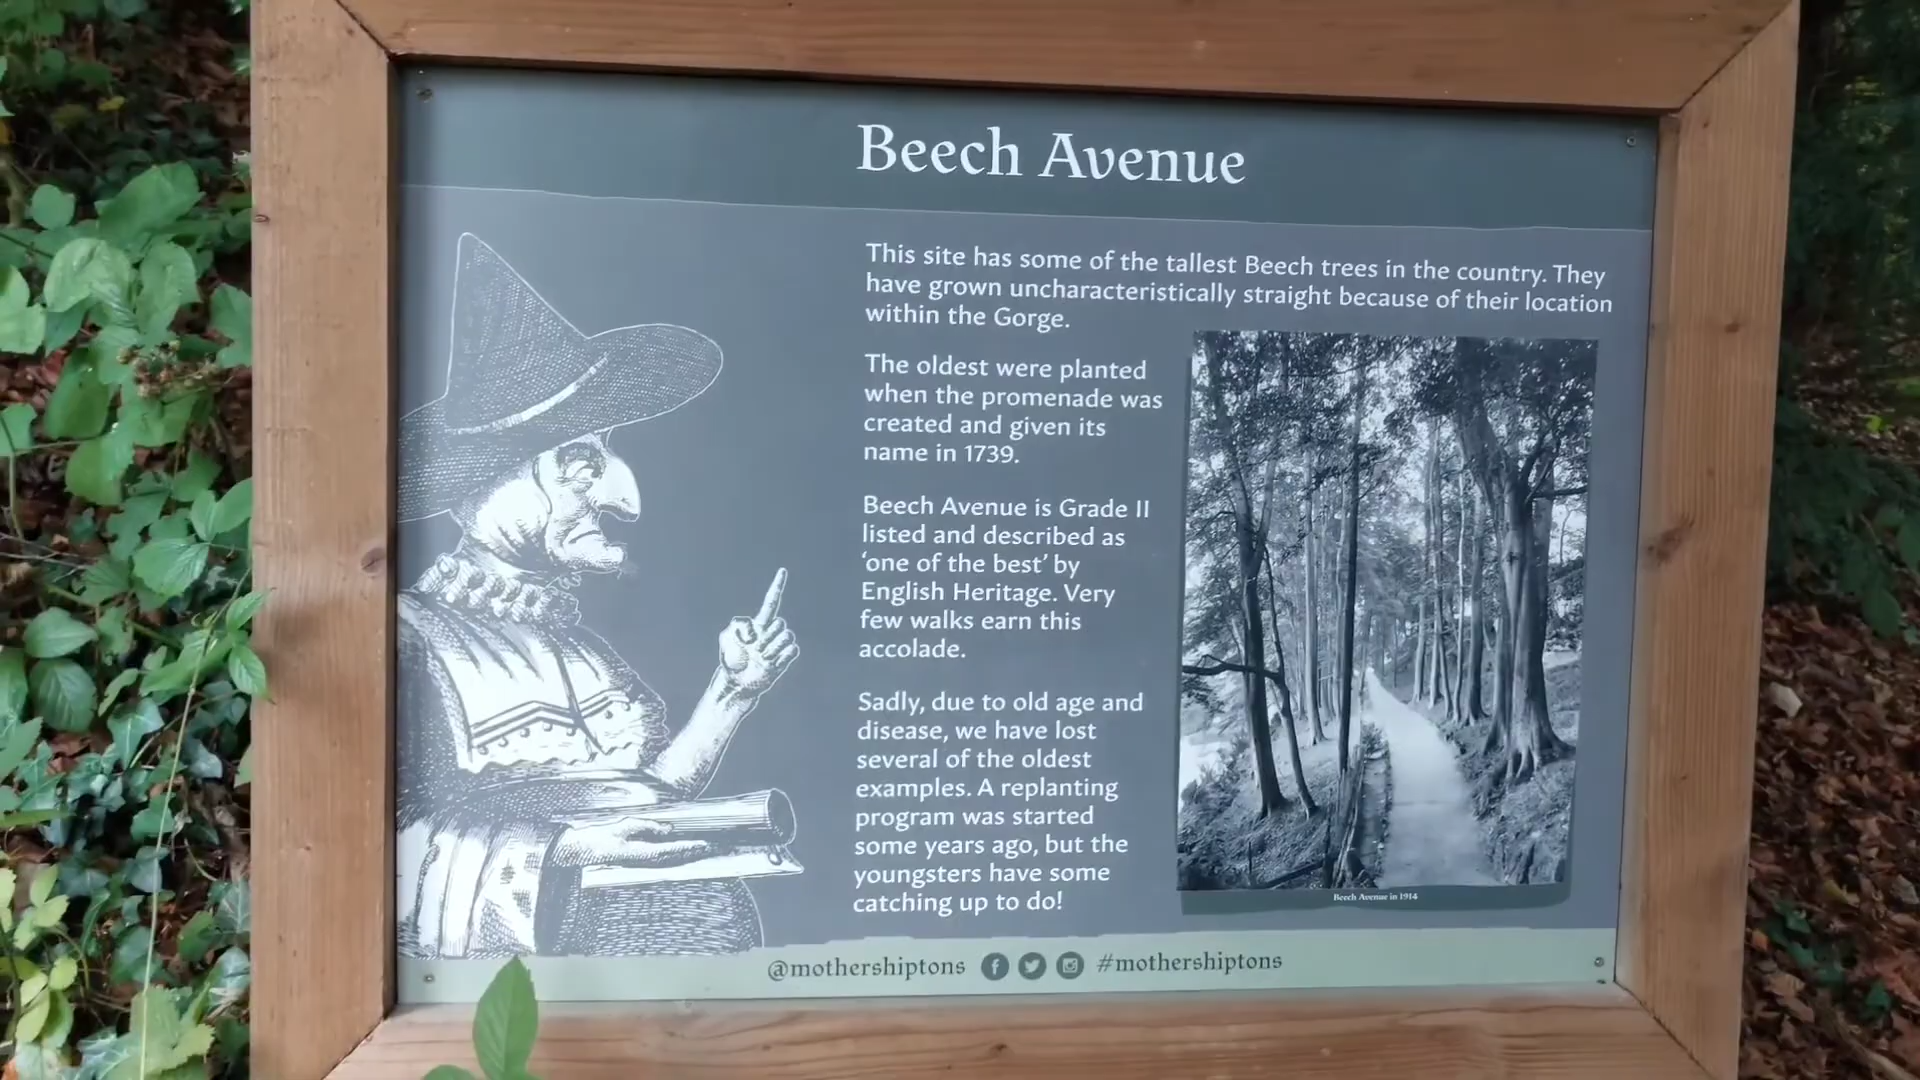 Beech Avenue
This site has some of the tallest Beech trees in the country. They
have grown uncharacteristically straight because of their location
within the Gorge.
The oldest were planted
when the promenade was
created and given its
name in 1739.
Beech Avenue is Grade II
listed and described as
‘one of the best’ by
English Heritage. Very
few walks earn this
accolade.
Sadly, due to old age and
disease, we have lost
several of the oldest
examples. A replanting
program was started
some years ago, but the
youngsters have some
catching up to do!
Beech Avenue in 1914
@mothershiptons #mothershiptons